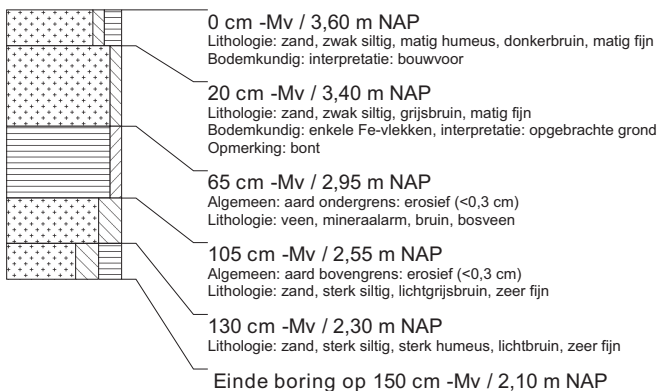 0 cm -Mv / 3,60 m NAP
Lithologie: zand, zwak siltig, matig humeus, donkerbruin, matig fijn
Bodemkundig: interpretatie: bouwvoor
20 cm -Mv / 3,40 m NAP
Lithologie: zand, zwak siltig, grijsbruin, matig fijn
Bodemkundig: enkele Fe-vlekken, interpretatie: opgebrachte grond
Opmerking: bont
65 cm -Mv / 2,95 m NAP
Algemeen: aard ondergrens: erosief (<0,3 cm)
Lithologie: veen, mineraalarm, bruin, bosveen
105 cm -Mv / 2,55 m NAP
Algemeen: aard bovengrens: erosief (<0,3 cm)
Lithologie: zand, sterk siltig, lichtgrijsbruin, zeer fijn
130 cm -Mv / 2,30 m NAP
Lithologie: zand, sterk siltig, sterk humeus, lichtbruin, zeer fijn
Einde boring op 150 cm -Mv / 2,10 m NAP